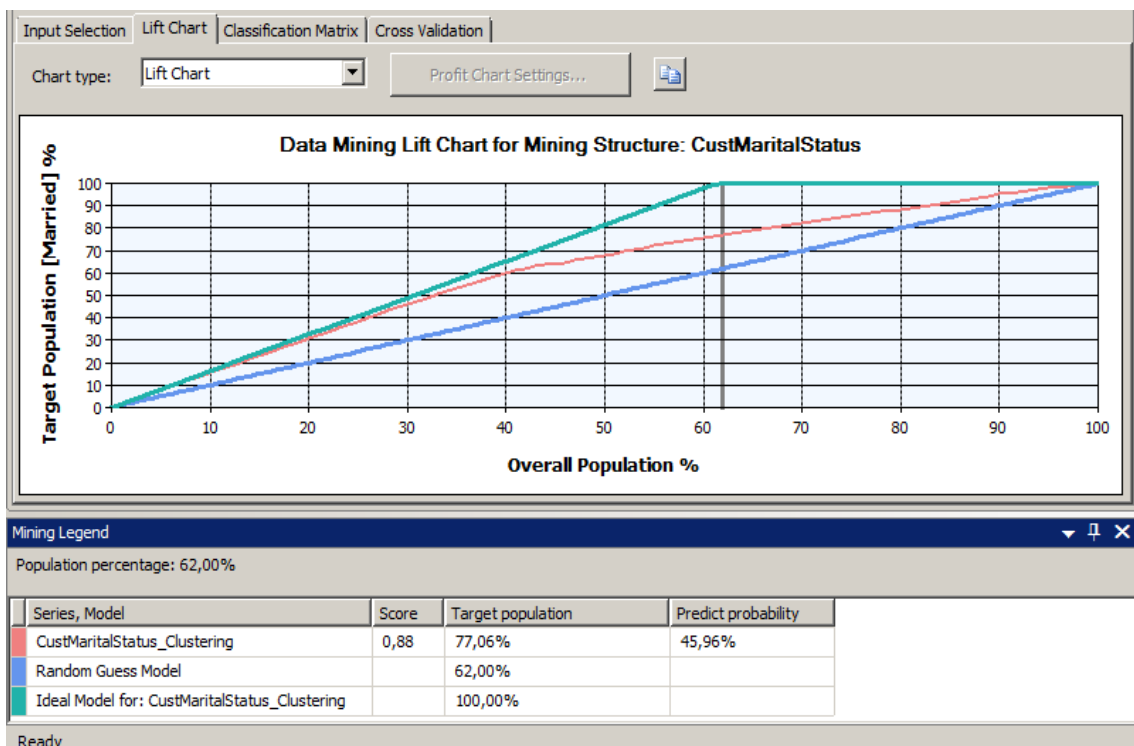 Input Selection Lift Chart Classification Matrix Cross Validation
Chart type: Lift Chart Profit Chart Settings...
Data Mining Lift Chart for Mining Structure: CustMaritalStatus
Target Population [Married] %
100
90
80
70
60
50
40
30
20
10
0
0 10 20 30 40 50 60 70 80 90 100
Overall Population %
Mining Legend
Population percentage: 62,00%
Series, Model Score Target population Predict probability
CustMaritalStatus_Clustering 0,88 77,06% 45,96%
Random Guess Model 62,00%
Ideal Model for: CustMaritalStatus_Clustering 100,00%
Ready